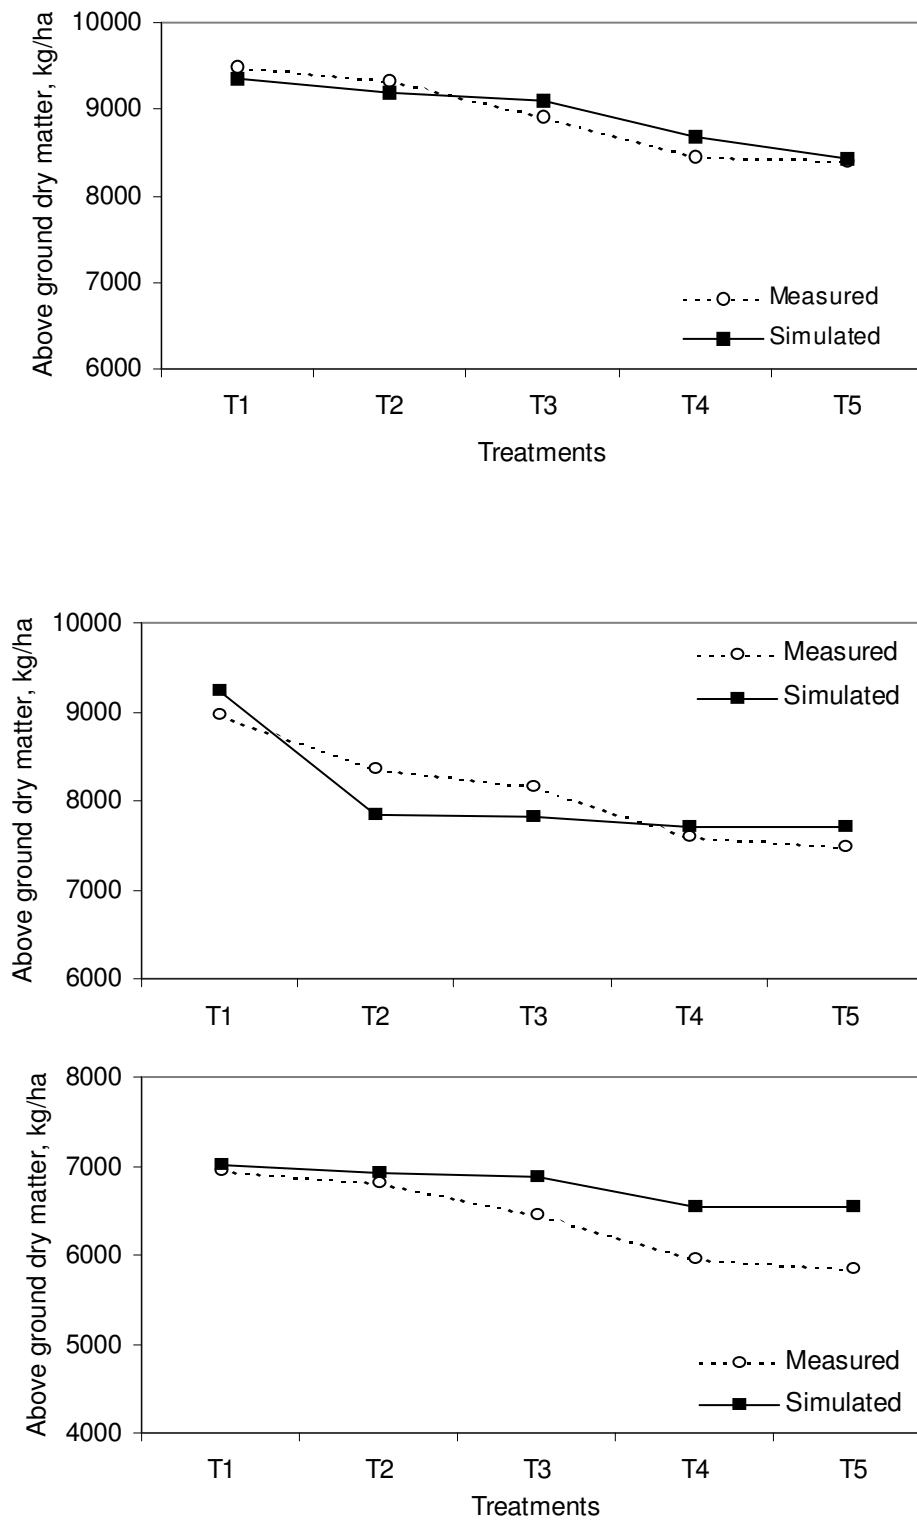 Above ground dry matter, kg/ha
10000
9000
8000
7000
6000
Measured
Simulated
T1 T2 T3 T4 T5
Treatments
Above ground dry matter, kg/ha
10000
9000
8000
7000
6000
Measured
Simulated
T1 T2 T3 T4 T5
Above ground dry matter, kg/ha
8000
7000
6000
5000
4000
Measured
Simulated
T1 T2 T3 T4 T5
Treatments